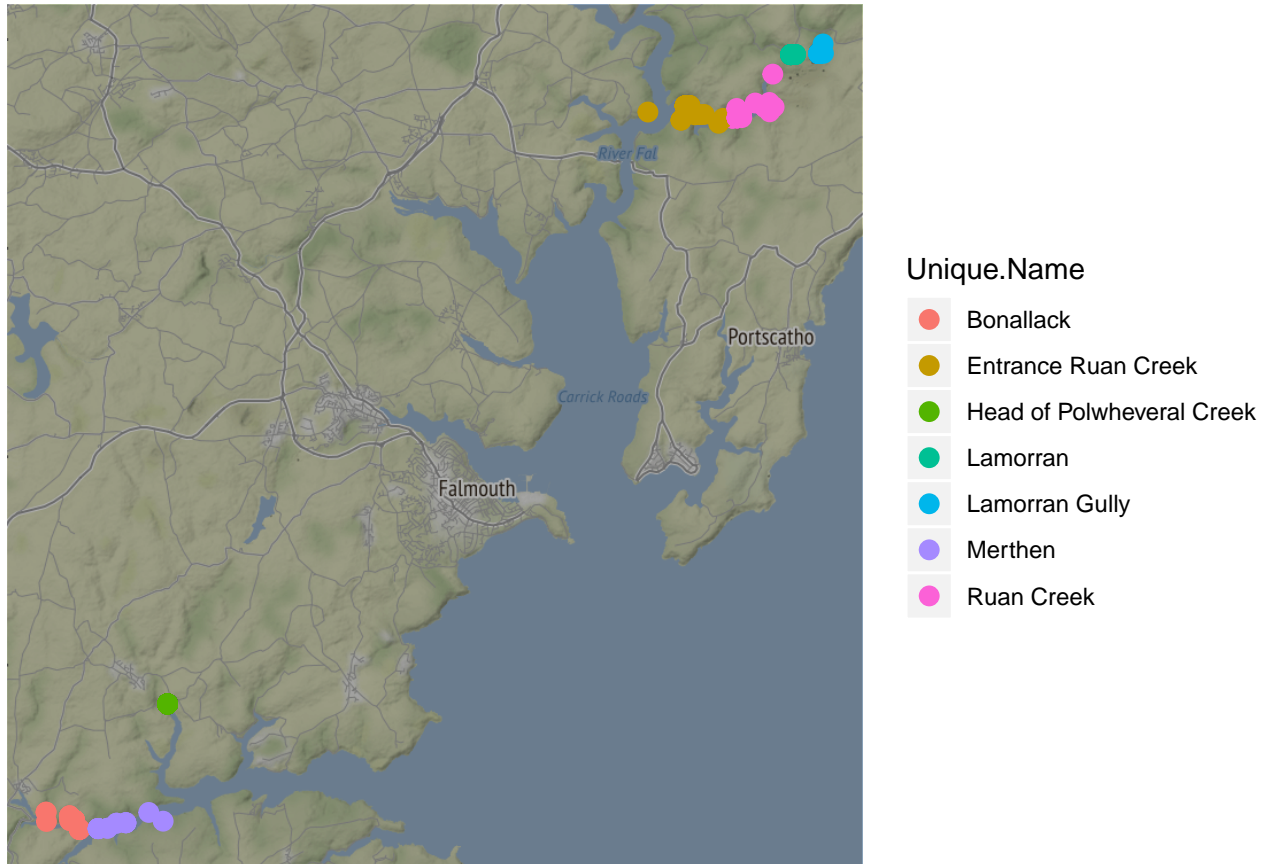 River Fal
Portscatho
Carrick Roads
Falmouth
Unique.Name
Bonallack
Entrance Ruan Creek
Head of Polwheveral Creek
Lamorran
Lamorran Gully
Merthen
Ruan Creek